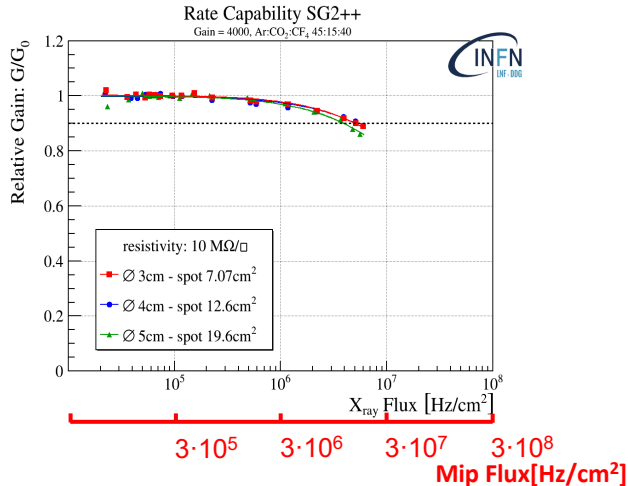 Rate Capability SG2++
Gain = 4000, Ar:CO₂:CF₄ 45:15:40
INFN
LNF-DDG
Relative Gain: G/G₀
1.2
1
0.8
0.6
0.4
0.2
0
resistivity: 10 MΩ/□
∅ 3cm - spot 7.07cm²
∅ 4cm - spot 12.6cm²
∅ 5cm - spot 19.6cm²
10⁵ 10⁶ 10⁷ 10⁸
X_ray Flux [Hz/cm²]
3·10⁵ 3·10⁶ 3·10⁷ 3·10⁸
Mip Flux[Hz/cm²]